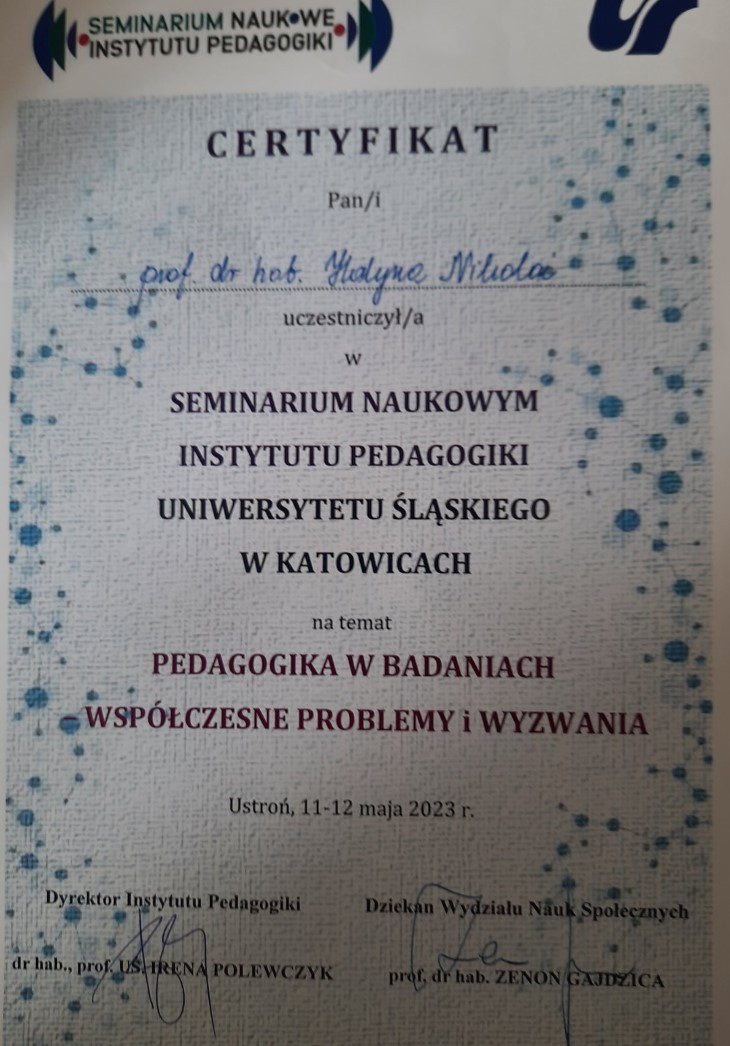 SEMINARIUM NAUKOWE
INSTYTUTU PEDAGOGIKI
CERTYFIKAT
Pan/i
prof. dr hab. Halyna Nikolai
uczestniczył/a
w
SEMINARIUM NAUKOWYM
INSTYTUTU PEDAGOGIKI
UNIWERSYTETU ŚLĄSKIEGO
W KATOWICACH
na temat
PEDAGOGIKA W BADANIACH
– WSPÓŁCZESNE PROBLEMY i WYZWANIA
Ustroń, 11-12 maja 2023 r.
Dyrektor Instytutu Pedagogiki
dr hab., prof. UŚ. IRENA POLEWCZYK
Dziekan Wydziału Nauk Społecznych
prof. dr hab. ZENON GAJDZICA